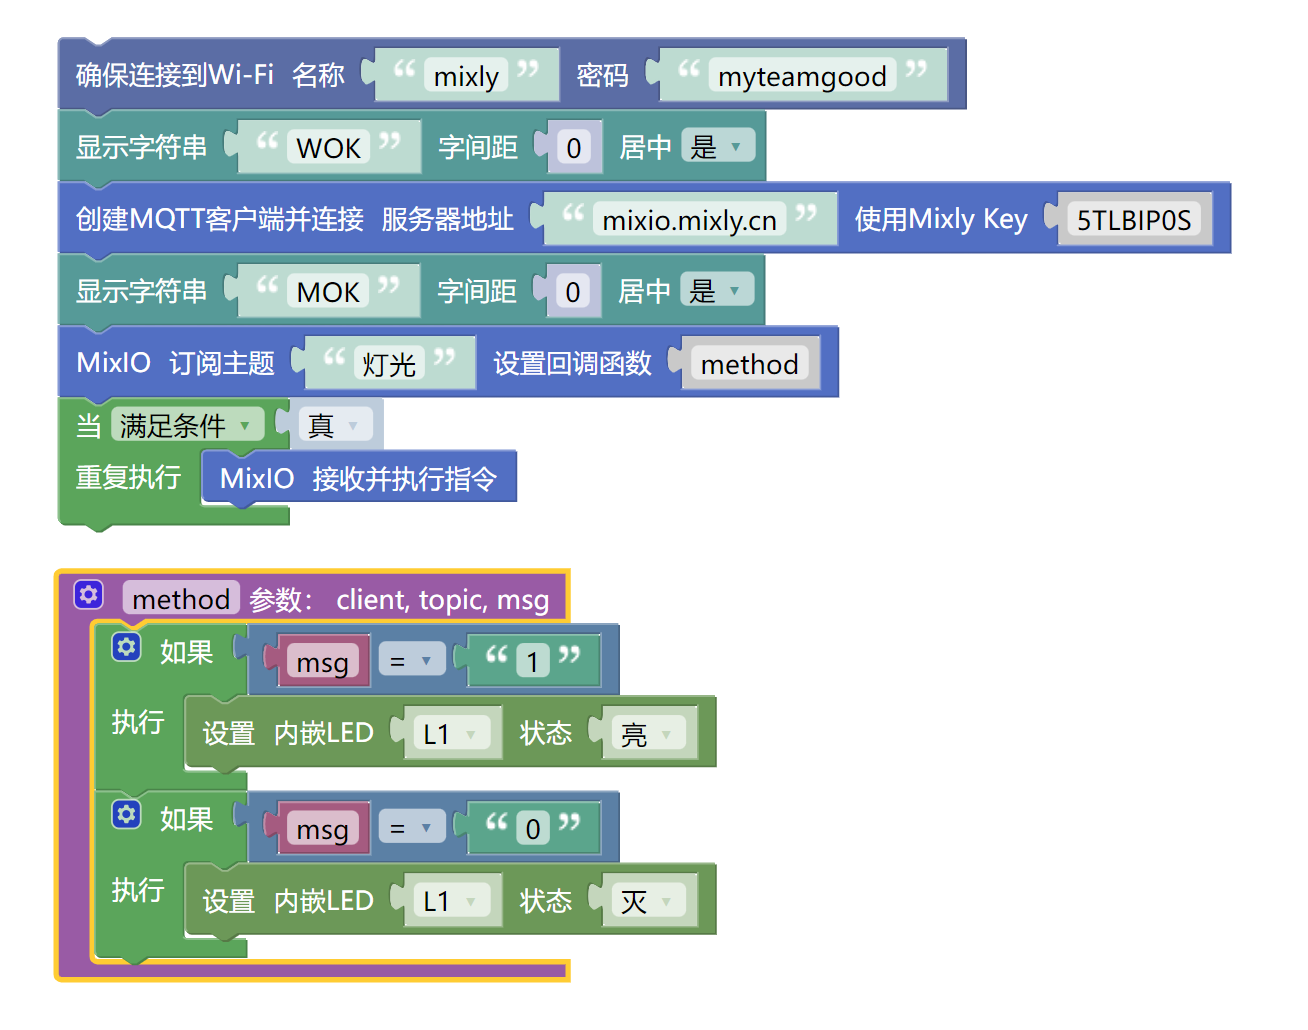 确保连接到Wi-Fi 名称 “ mixly ” 密码 “ myteamgood ”
显示字符串 “ WOK ” 字间距 0 居中 是
创建MQTT客户端并连接 服务器地址 “ mixio.mixly.cn ” 使用Mixly Key 5TLBIP0S
显示字符串 “ MOK ” 字间距 0 居中 是
MixIO 订阅主题 “ 灯光 ” 设置回调函数 method
当 满足条件 真
重复执行 MixIO 接收并执行指令
method 参数： client, topic, msg
如果 msg = “ 1 ”
执行 设置 内嵌LED L1 状态 亮
如果 msg = “ 0 ”
执行 设置 内嵌LED L1 状态 灭